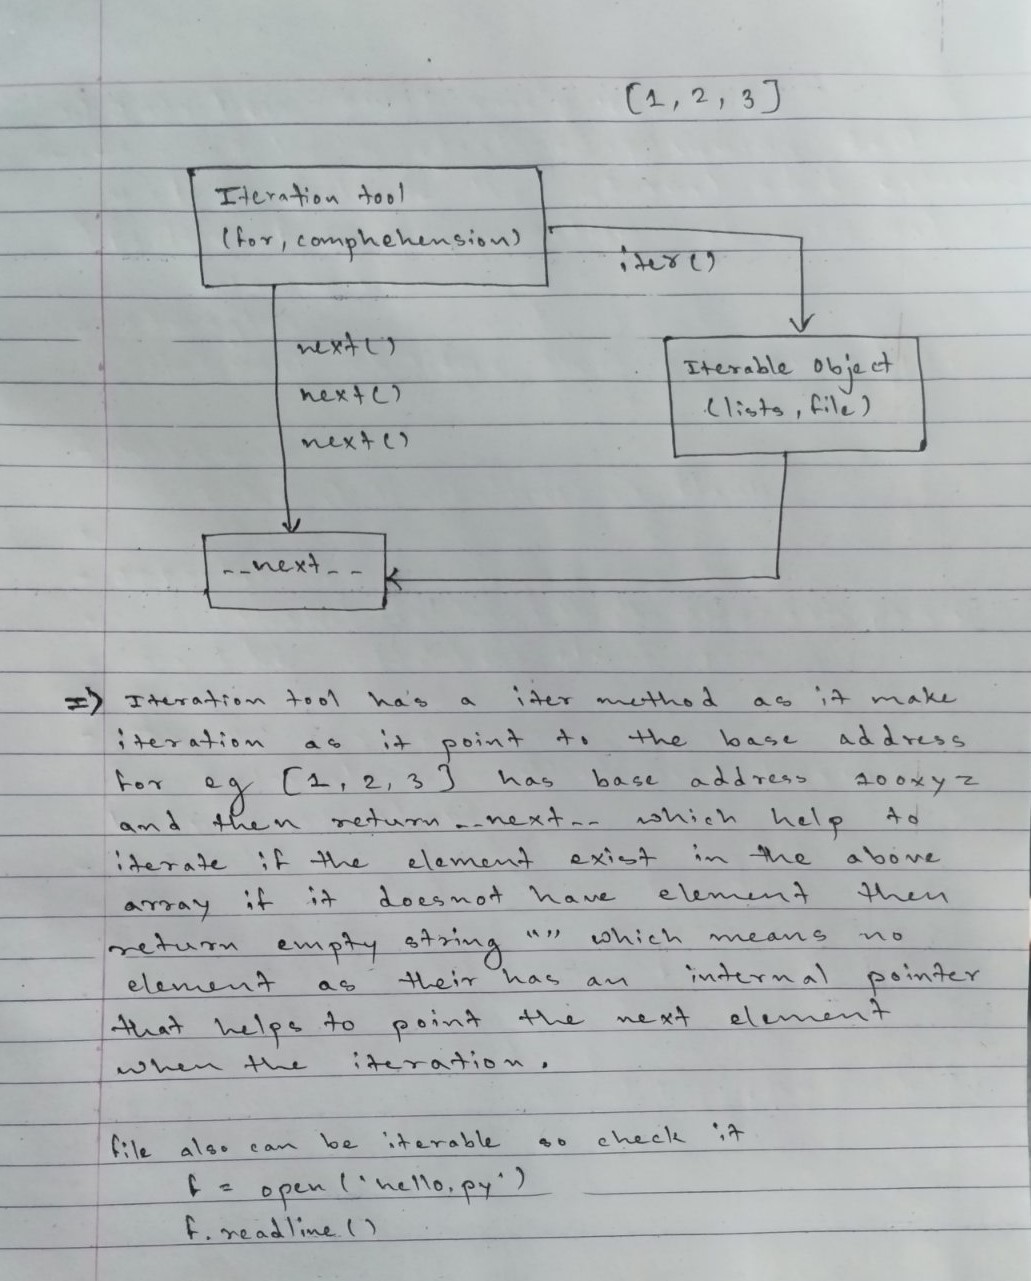 [1, 2, 3]
Iteration tool
(for, comphehension)
iter()
next()
next()
next()
Iterable Object
(lists, file)
__next__
=> Iteration tool has a iter method as it make
iteration as it point to the base address
for eg [1, 2, 3] has base address 100xyz
and then return __next__ which help to
iterate if the element exist in the above
array if it doesnot have element then
return empty string "" which means no
element as their has an internal pointer
that helps to point the next element
when the iteration.
file also can be iterable so check it
f = open('hello.py')
f.readline()